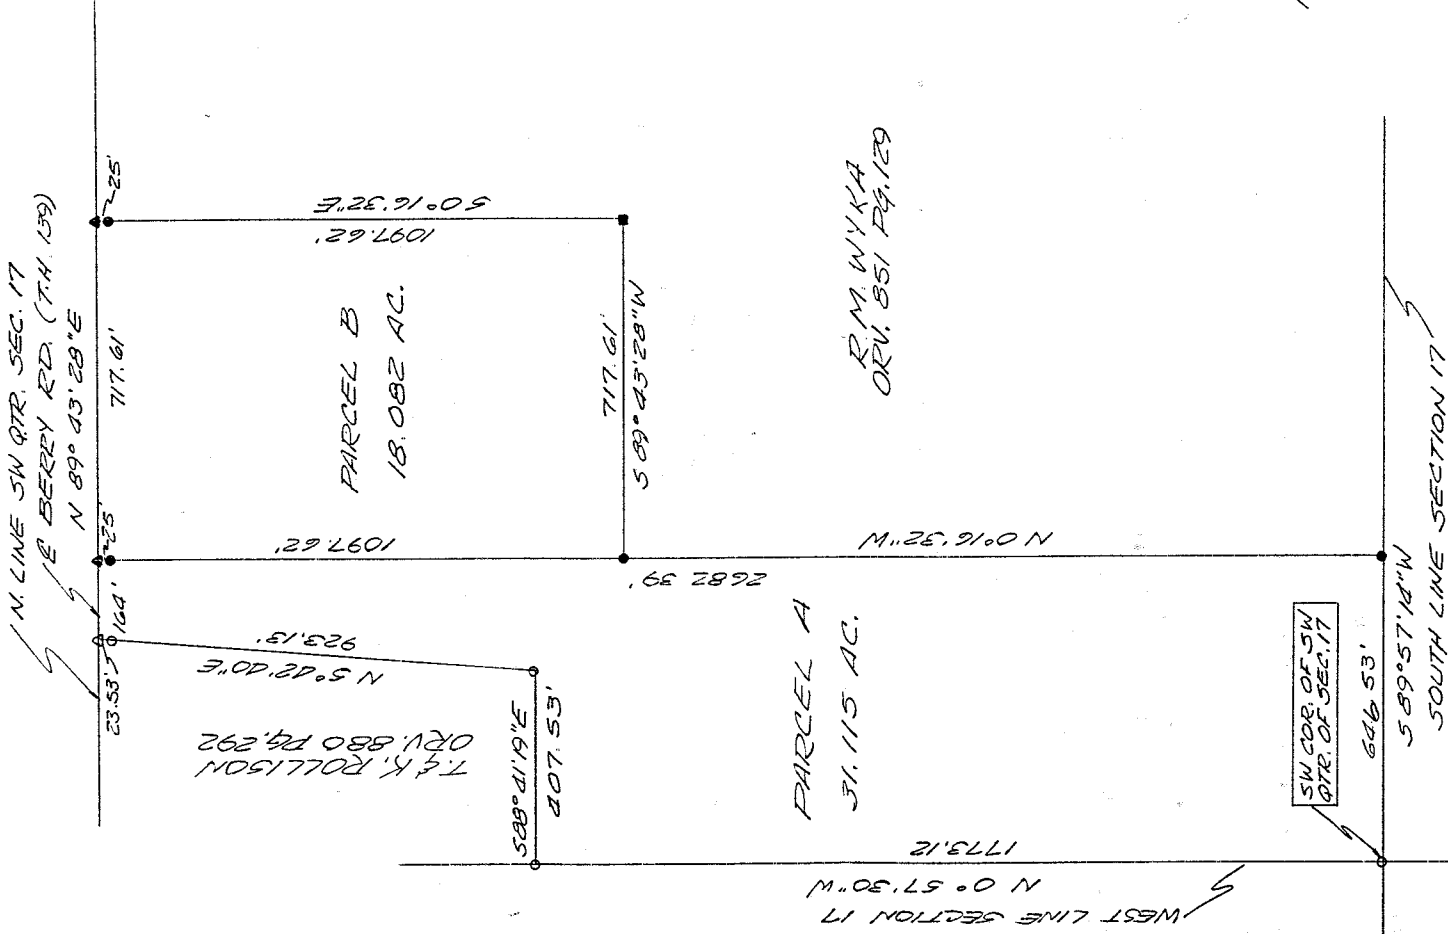 N. LINE SW QTR. SEC. 17
℄ BERRY RD. (T.H. 139)
N 89° 43' 28" E
717.61'
25'
25'
164'
23.53'
S 0° 16' 32" E
1097.62'
PARCEL B
18.082 AC.
1097.62'
717.61'
S 89° 43' 28" W
R.M. WYKA
ORV. 851 PG. 129
N 0° 16' 32" W
2682.39'
923.13'
N 5° 42' 40" E
T. & K. ROLLISON
ORV. 880 PG. 292
S 88° 41' 19" E
407.53'
PARCEL A
31.115 AC.
1773.12
N 0° 57' 30" W
WEST LINE SECTION 17
SW COR. OF SW
QTR. OF SEC. 17
646.53'
S 89° 57' 14" W
SOUTH LINE SECTION 17